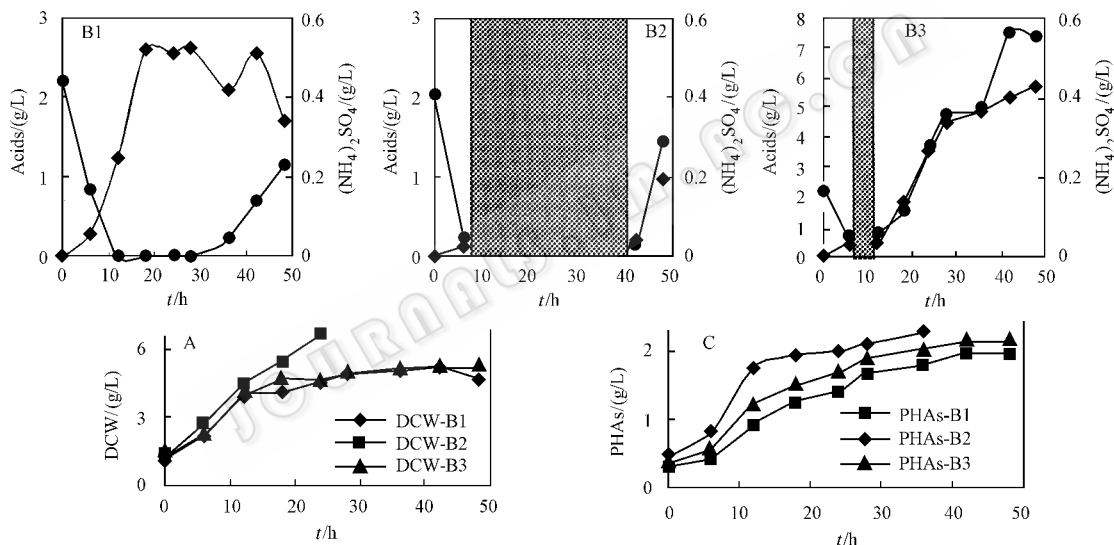 B1
3
2
1
0
Acids/(g/L)
0.6
0.4
0.2
0
(NH4)2SO4/(g/L)
0 10 20 30 40 50
t/h
B2
3
2
1
0
Acids/(g/L)
0.6
0.4
0.2
0
(NH4)2SO4/(g/L)
0 10 20 30 40 50
t/h
B3
8
7
6
5
4
3
2
1
0
Acids/(g/L)
0.6
0.4
0.2
0
(NH4)2SO4/(g/L)
0 10 20 30 40 50
t/h
A
6
3
0
DCW/(g/L)
DCW-B1
DCW-B2
DCW-B3
0 10 20 30 40 50
t/h
C
2
1
0
PHAs/(g/L)
PHAs-B1
PHAs-B2
PHAs-B3
0 10 20 30 40 50
t/h